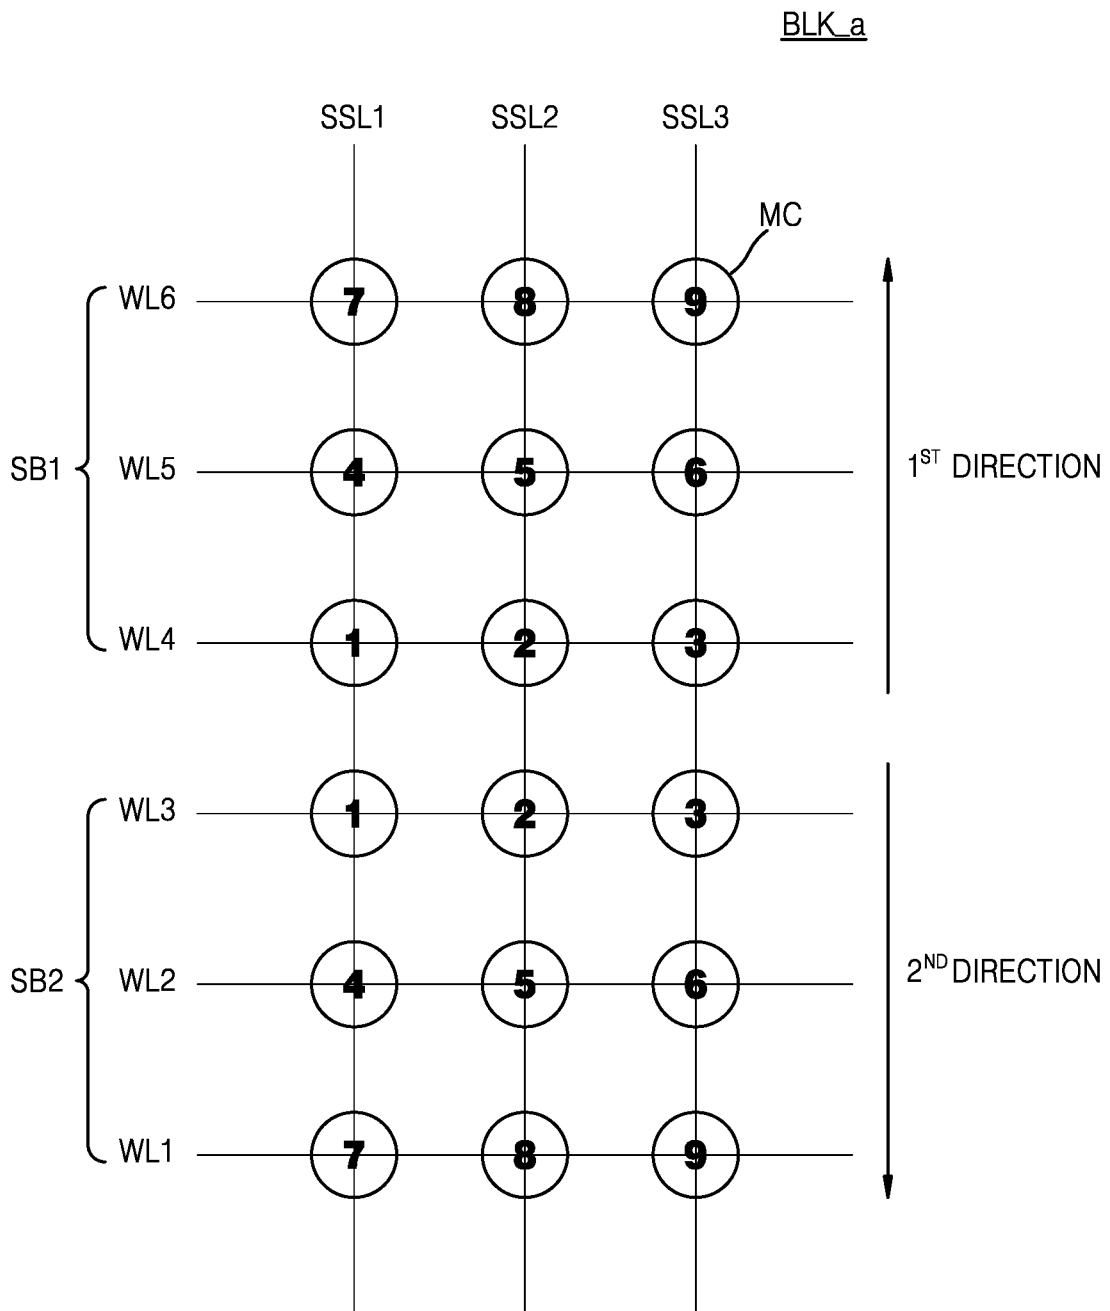 BLK_a
SSL1 SSL2 SSL3
MC
WL6 7 8 9
SB1 WL5 4 5 6 1ST DIRECTION
WL4 1 2 3
WL3 1 2 3
SB2 WL2 4 5 6 2ND DIRECTION
WL1 7 8 9